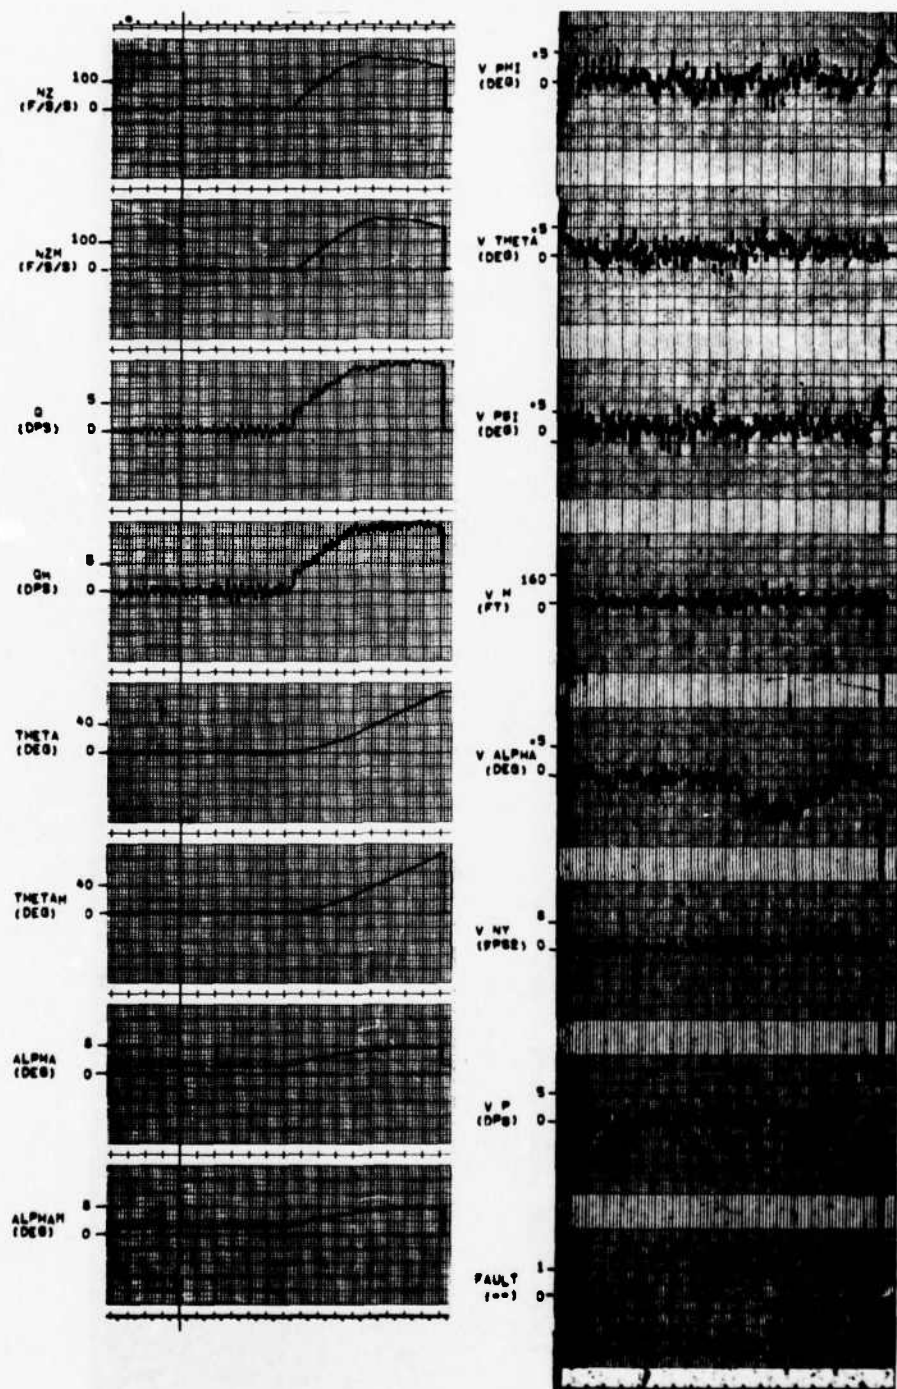 NZ
(F/S/S)
100
0
NZM
(F/S/S)
100
0
Q
(DPS)
5
0
QM
(DPS)
5
0
THETA
(DEG)
40
0
THETAM
(DEG)
40
0
ALPHA
(DEG)
5
0
ALPHAM
(DEG)
5
0
V PHI
(DEG)
.5
0
V THETA
(DEG)
.5
0
V PSI
(DEG)
.5
0
V H
(FT)
160
0
V ALPHA
(DEG)
.5
0
V NY
(FPS2)
0
V P
(DPS)
5
0
FAULT
1
0